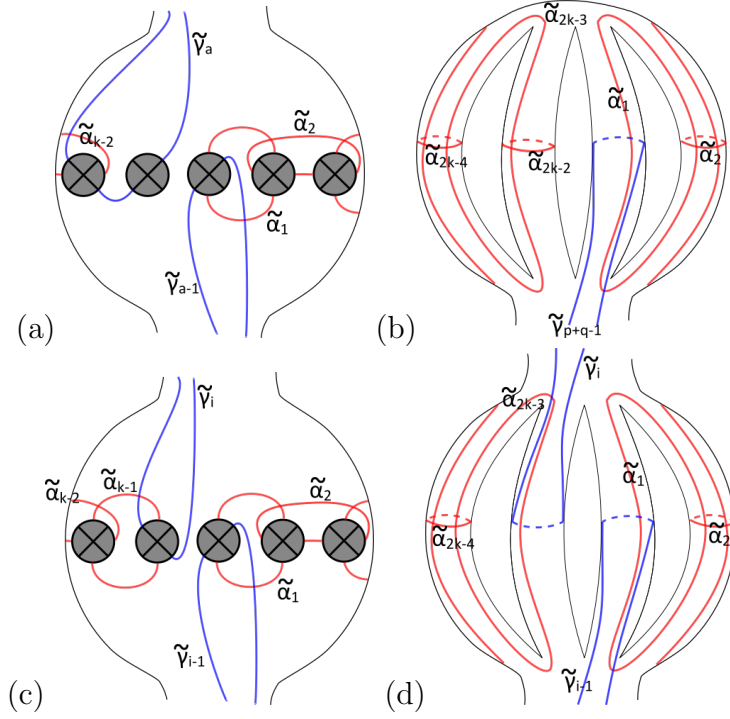 γ̃a
α̃k-2
α̃2
α̃1
γ̃a-1
(a)
α̃2k-3
α̃1
α̃2k-4
α̃2k-2
α̃2
γ̃p+q-1
(b)
γ̃i
α̃k-2
α̃k-1
α̃2
α̃1
γ̃i-1
(c)
γ̃i
α̃2k-3
α̃1
α̃2k-4
α̃2
γ̃i-1
(d)